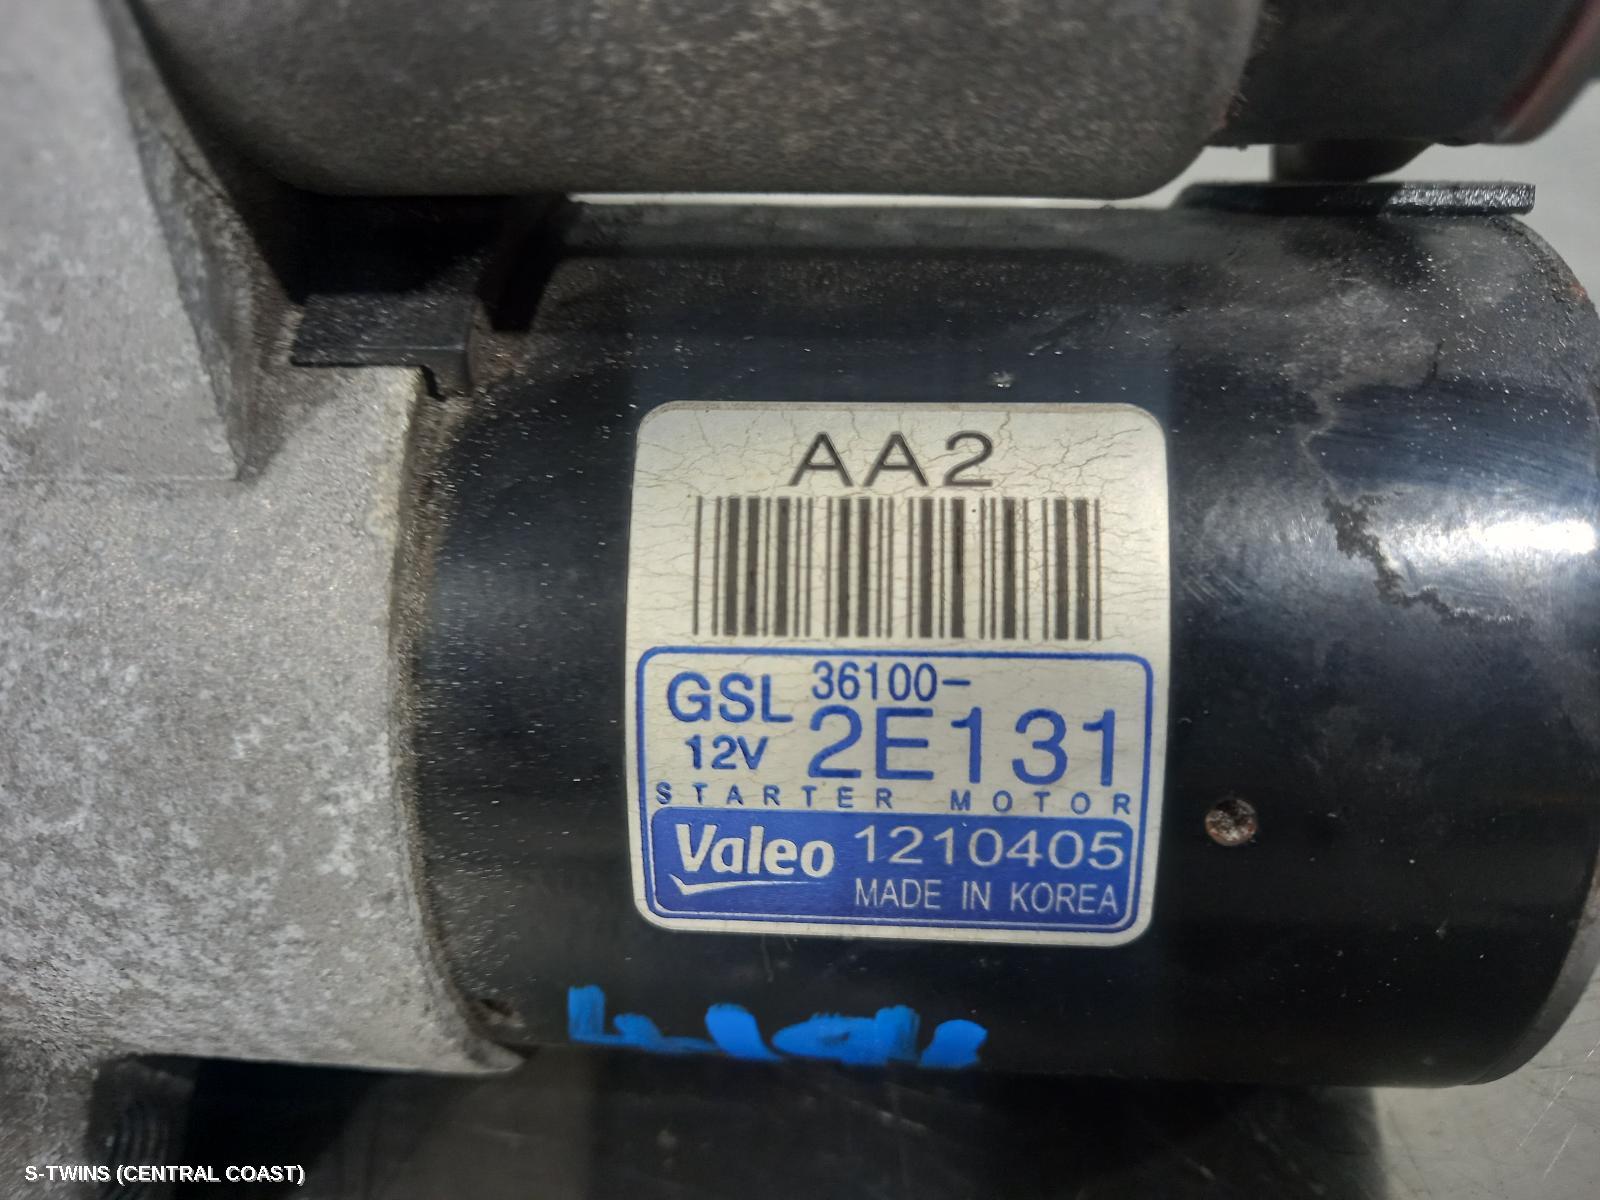 AA2
GSL 36100-
12V 2E131
STARTER MOTOR
Valeo 1210405
MADE IN KOREA
S-TWINS (CENTRAL COAST)